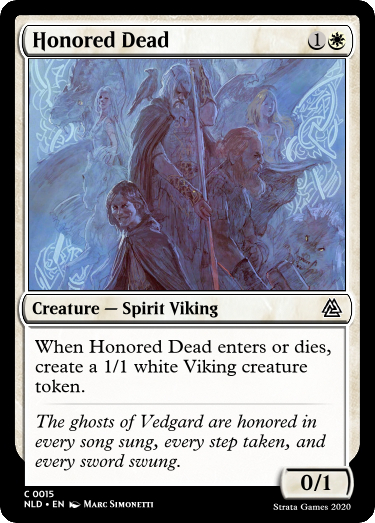 Honored Dead 1
Creature — Spirit Viking
When Honored Dead enters or dies,
create a 1/1 white Viking creature
token.
The ghosts of Vedgard are honored in
every song sung, every step taken, and
every sword swung.
0/1
C 0015
NLD • EN Marc Simonetti
Strata Games 2020